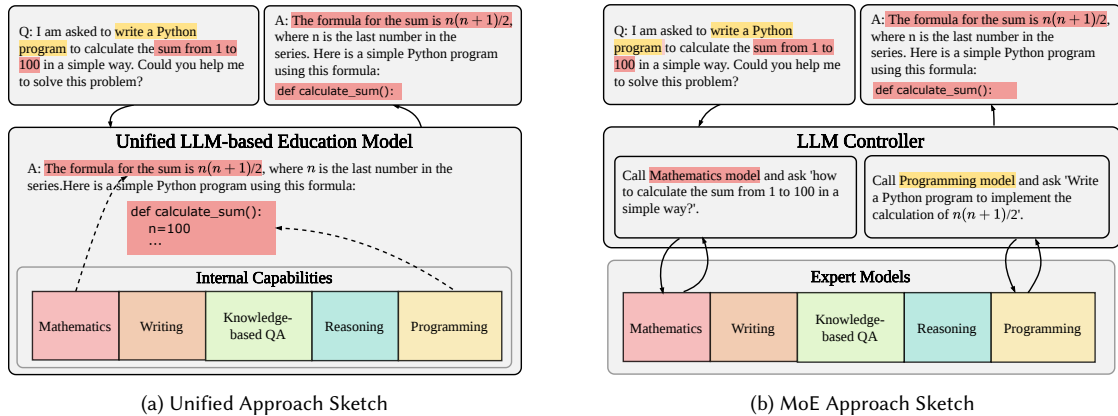 Q: I am asked to write a Python
program to calculate the sum from 1 to
100 in a simple way. Could you help me
to solve this problem?
A: The formula for the sum is n(n+1)/2,
where n is the last number in the
series. Here is a simple Python program
using this formula:
def calculate_sum():
Unified LLM-based Education Model
A: The formula for the sum is n(n + 1)/2, where n is the last number in the
series.Here is a simple Python program using this formula:
def calculate_sum():
n=100
...
Internal Capabilities
Mathematics
Writing
Knowledge-
based QA
Reasoning
Programming
(a) Unified Approach Sketch
Q: I am asked to write a Python
program to calculate the sum from 1 to
100 in a simple way. Could you help me
to solve this problem?
A: The formula for the sum is n(n+1)/2,
where n is the last number in the
series. Here is a simple Python program
using this formula:
def calculate_sum():
LLM Controller
Call Mathematics model and ask 'how
to calculate the sum from 1 to 100 in a
simple way?'.
Call Programming model and ask 'Write
a Python program to implement the
calculation of n(n + 1)/2'.
Expert Models
Mathematics
Writing
Knowledge-
based QA
Reasoning
Programming
(b) MoE Approach Sketch